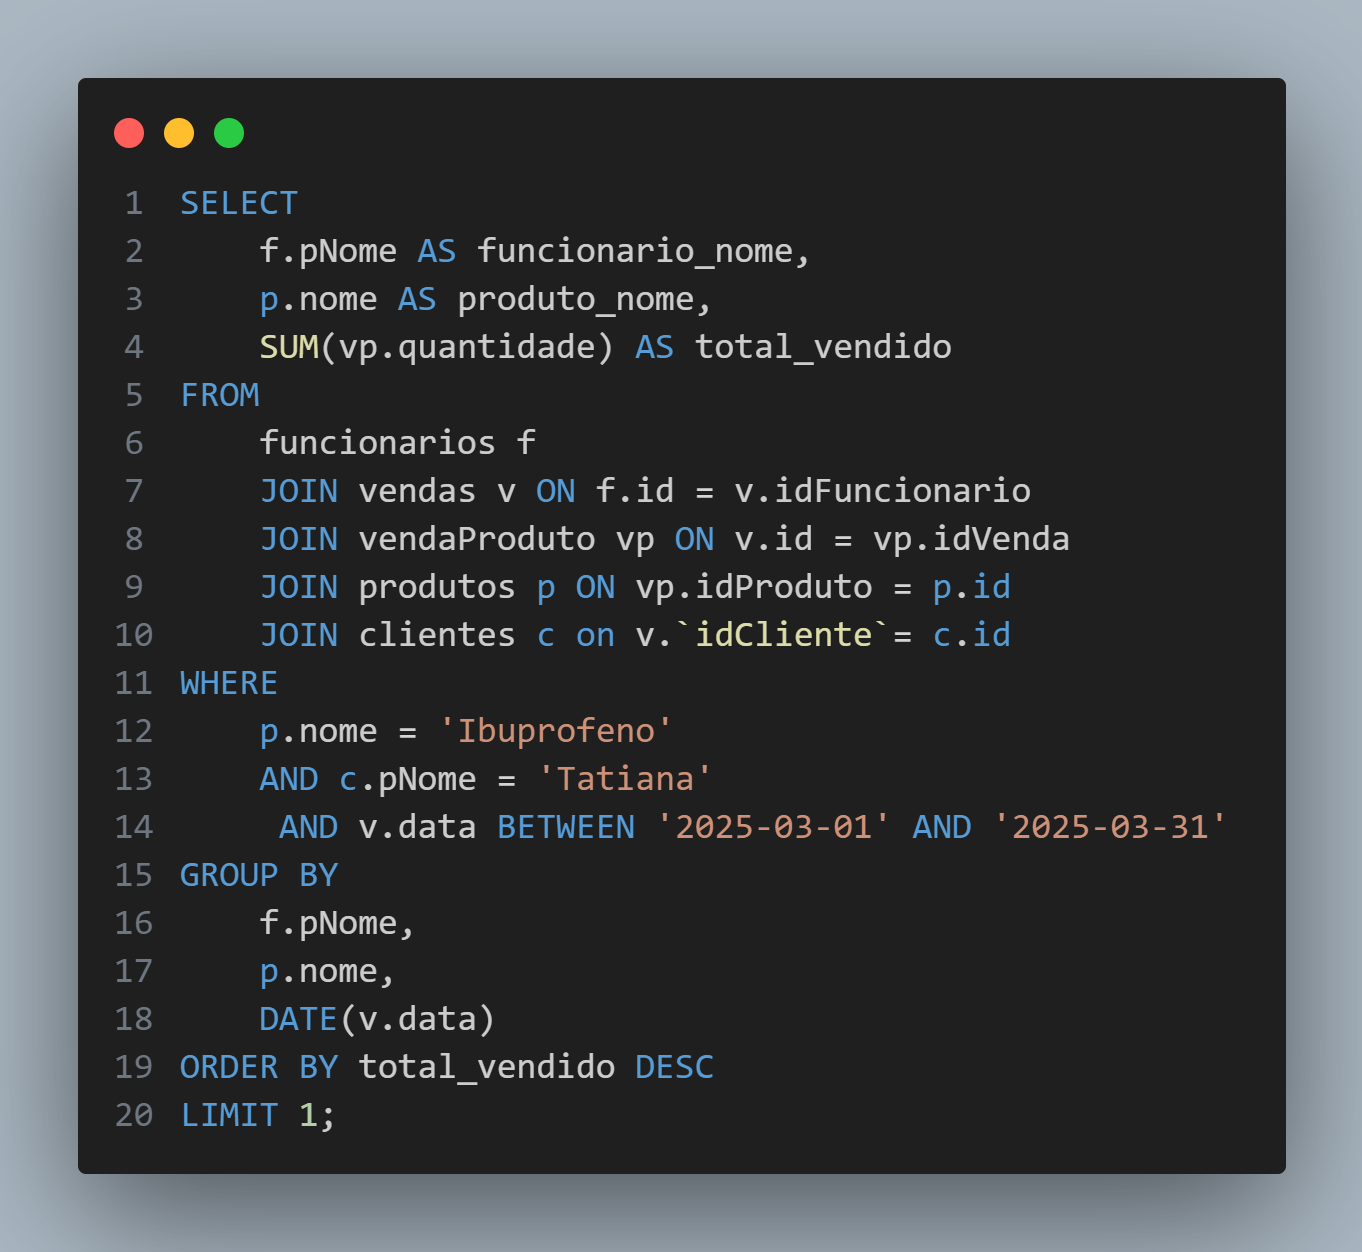 1 SELECT
2     f.pNome AS funcionario_nome,
3     p.nome AS produto_nome,
4     SUM(vp.quantidade) AS total_vendido
5 FROM
6     funcionarios f
7     JOIN vendas v ON f.id = v.idFuncionario
8     JOIN vendaProduto vp ON v.id = vp.idVenda
9     JOIN produtos p ON vp.idProduto = p.id
10     JOIN clientes c on v.`idCliente`= c.id
11 WHERE
12     p.nome = 'Ibuprofeno'
13     AND c.pNome = 'Tatiana'
14      AND v.data BETWEEN '2025-03-01' AND '2025-03-31'
15 GROUP BY
16     f.pNome,
17     p.nome,
18     DATE(v.data)
19 ORDER BY total_vendido DESC
20 LIMIT 1;